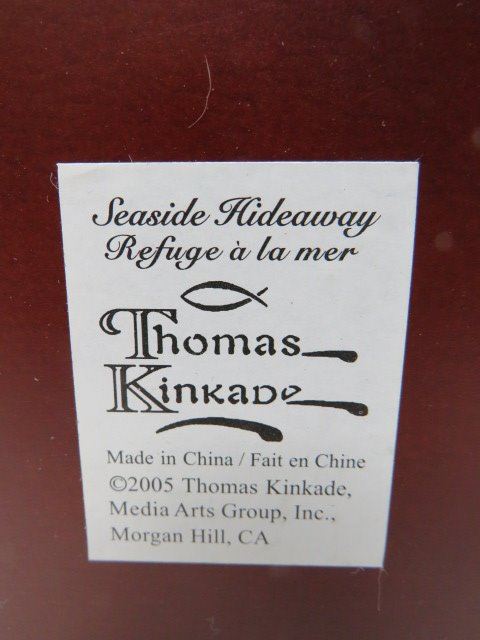 Seaside Hideaway
Refuge à la mer
Thomas
Kinkade
Made in China / Fait en Chine
©2005 Thomas Kinkade,
Media Arts Group, Inc.,
Morgan Hill, CA